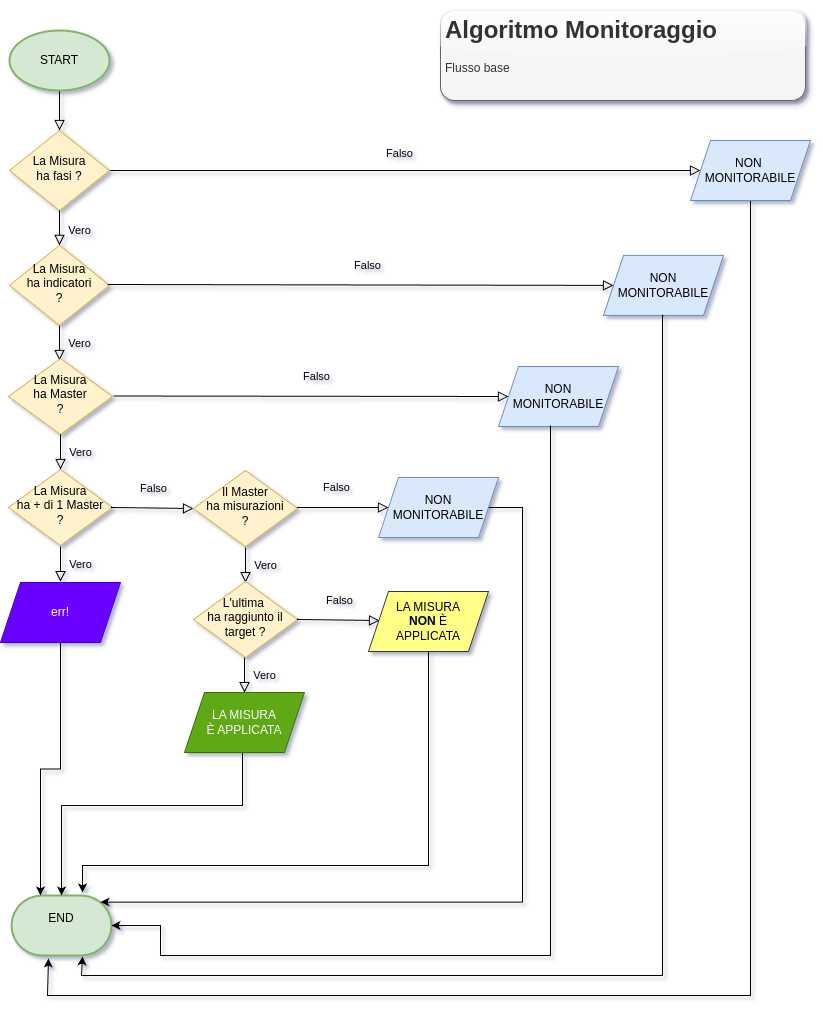 Algoritmo Monitoraggio
Flusso base
START
La Misura
ha fasi ?
Falso
NON
MONITORABILE
Vero
La Misura
ha indicatori
?
Falso
NON
MONITORABILE
Vero
La Misura
ha Master
?
Falso
NON
MONITORABILE
Vero
La Misura
ha + di 1 Master
?
Falso
Il Master
ha misurazioni
?
Falso
NON
MONITORABILE
Vero
Vero
err!
L'ultima
ha raggiunto il
target ?
Falso
LA MISURA
NON È
APPLICATA
Vero
LA MISURA
È APPLICATA
END